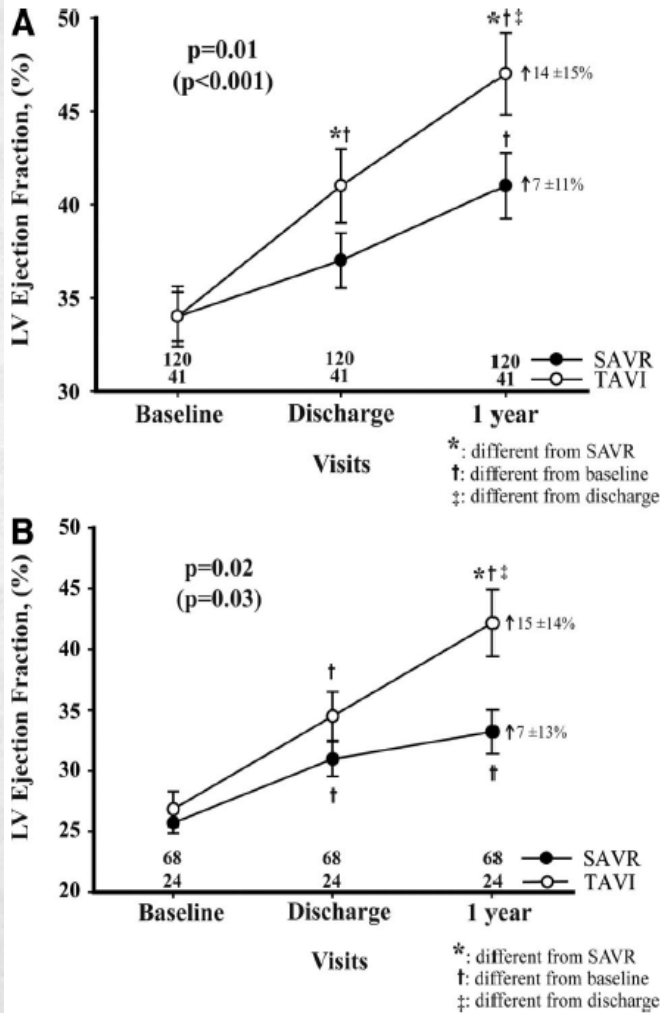 A
50
p=0.01
(p<0.001)
*†‡
↑14 ±15%
45
*†
†
↑7 ±11%
40
35
30
LV Ejection Fraction, (%)
120 120 120 SAVR
41 41 41 TAVI
Baseline Discharge 1 year
Visits
*: different from SAVR
†: different from baseline
‡: different from discharge
B
50
p=0.02
(p=0.03)
*†‡
45
↑15 ±14%
40
†
35
↑7 ±13%
30
†
†
25
20
LV Ejection Fraction, (%)
68 68 68 SAVR
24 24 24 TAVI
Baseline Discharge 1 year
Visits
*: different from SAVR
†: different from baseline
‡: different from discharge